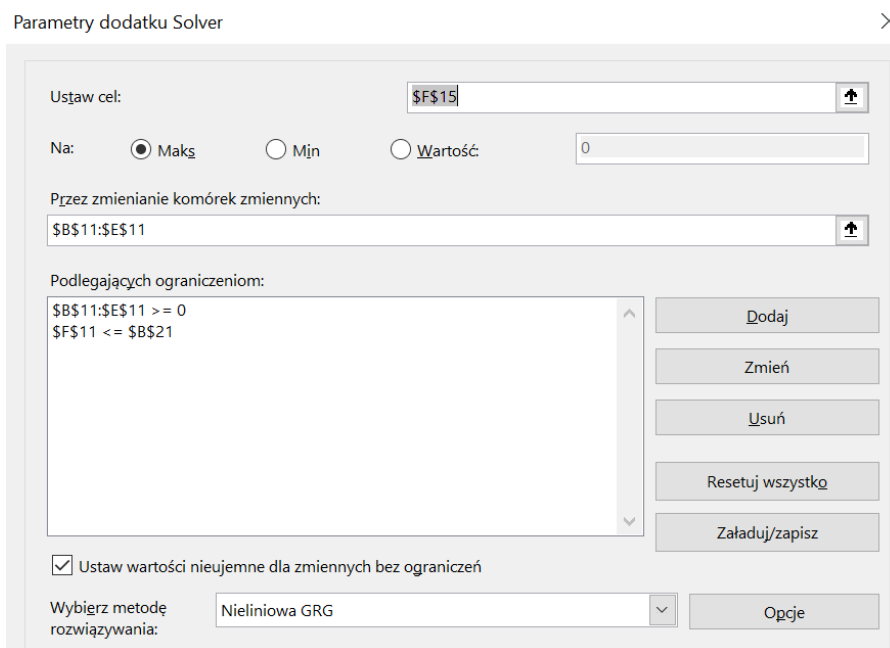 Parametry dodatku Solver
Ustaw cel:
$F$15
Na:
Maks
Min
Wartość:
0
Przez zmienianie komórek zmiennych:
$B$11:$E$11
Podlegających ograniczeniom:
$B$11:$E$11 >= 0
$F$11 <= $B$21
Dodaj
Zmień
Usuń
Resetuj wszystko
Załaduj/zapisz
Ustaw wartości nieujemne dla zmiennych bez ograniczeń
Wybierz metodę
rozwiązywania:
Nieliniowa GRG
Opcje